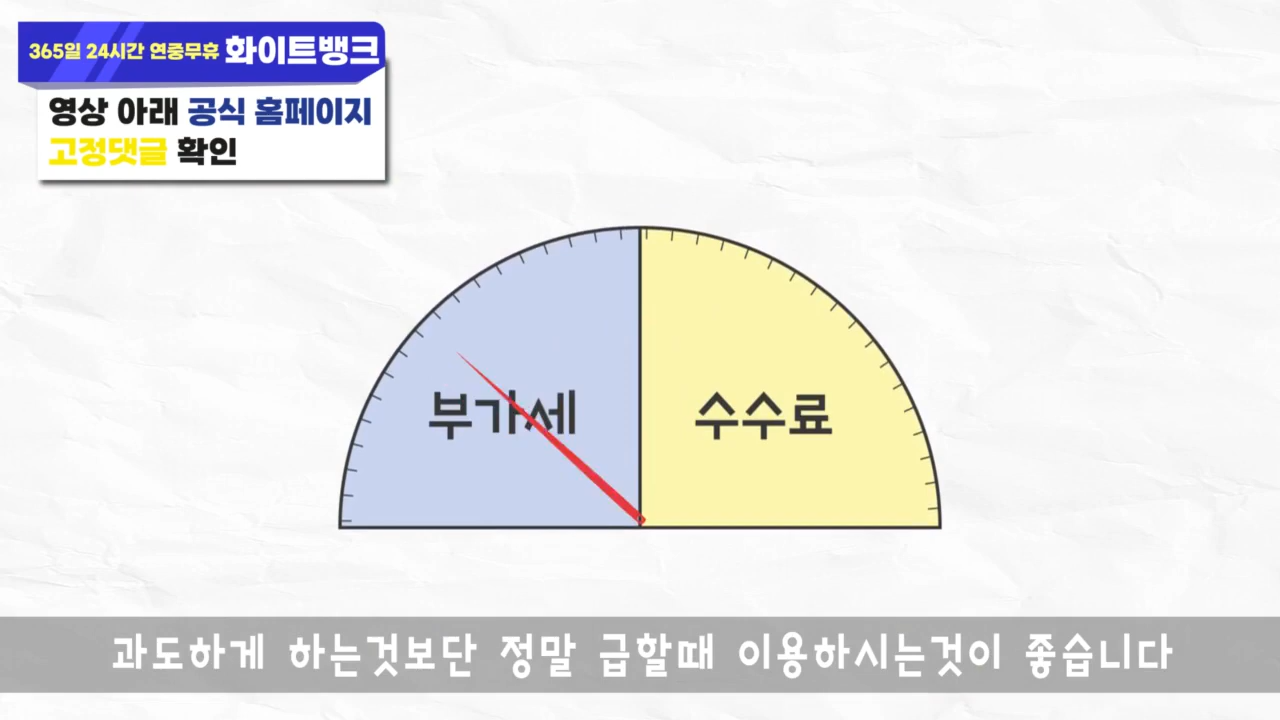 365일 24시간 연중무휴 화이트뱅크
영상 아래 공식 홈페이지
고정댓글 확인
부가세 수수료
과도하게 하는것보단 정말 급할때 이용하시는것이 좋습니다